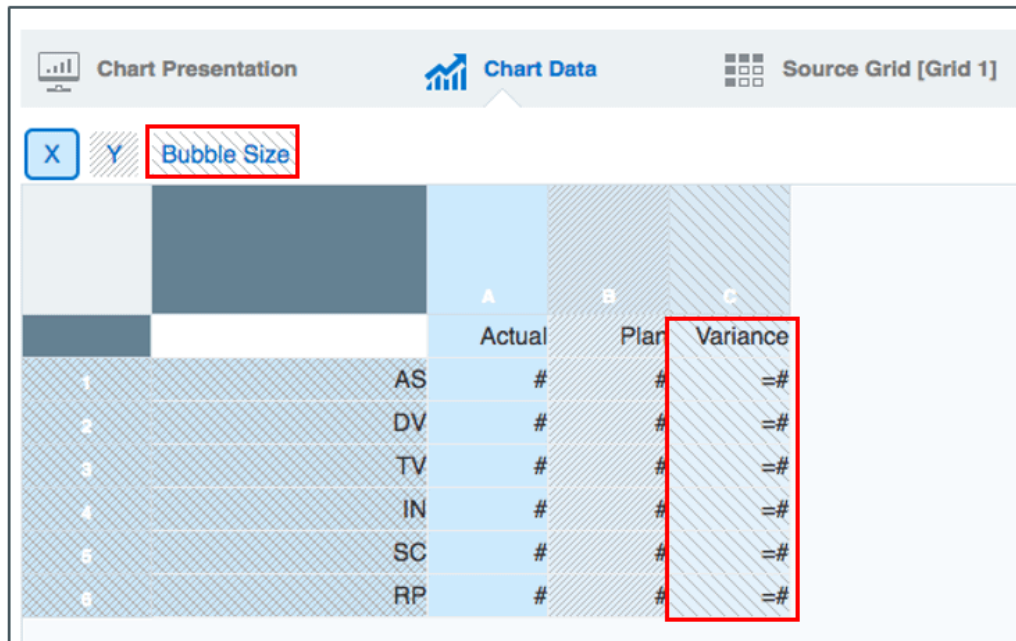 Chart Presentation Chart Data Source Grid [Grid 1]
X Y Bubble Size
A B C
Actual Plan Variance
1 AS # # =#
2 DV # # =#
3 TV # # =#
4 IN # # =#
5 SC # # =#
6 RP # # =#